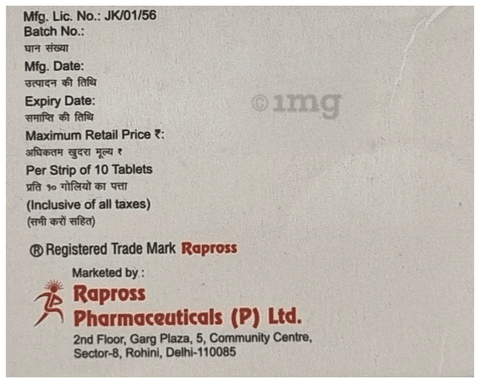 Mfg. Lic. No.: JK/01/56
Batch No.:
घान संख्या
Mfg. Date:
उत्पादन की तिथि
Expiry Date:
समाप्ति की तिथि
Maximum Retail Price ₹:
अधिकतम खुदरा मूल्य ₹
Per Strip of 10 Tablets
प्रति १० गोलियों का पत्ता
(Inclusive of all taxes)
(सभी करों सहित)
©1mg
® Registered Trade Mark Rapross
Marketed by :
Rapross
Pharmaceuticals (P) Ltd.
2nd Floor, Garg Plaza, 5, Community Centre,
Sector-8, Rohini, Delhi-110085